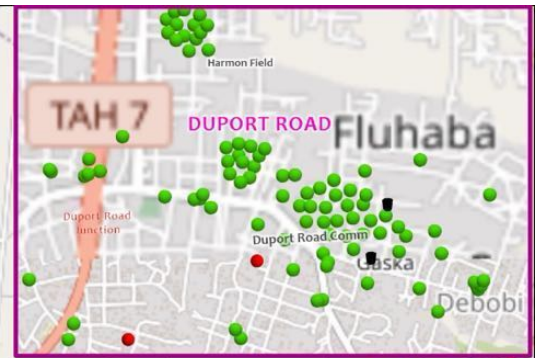 Harmon Field
TAH 7
DUPORT ROAD
Fluhaba
Duport Road
Junction
Duport Road Comm
Gaska
Debobi